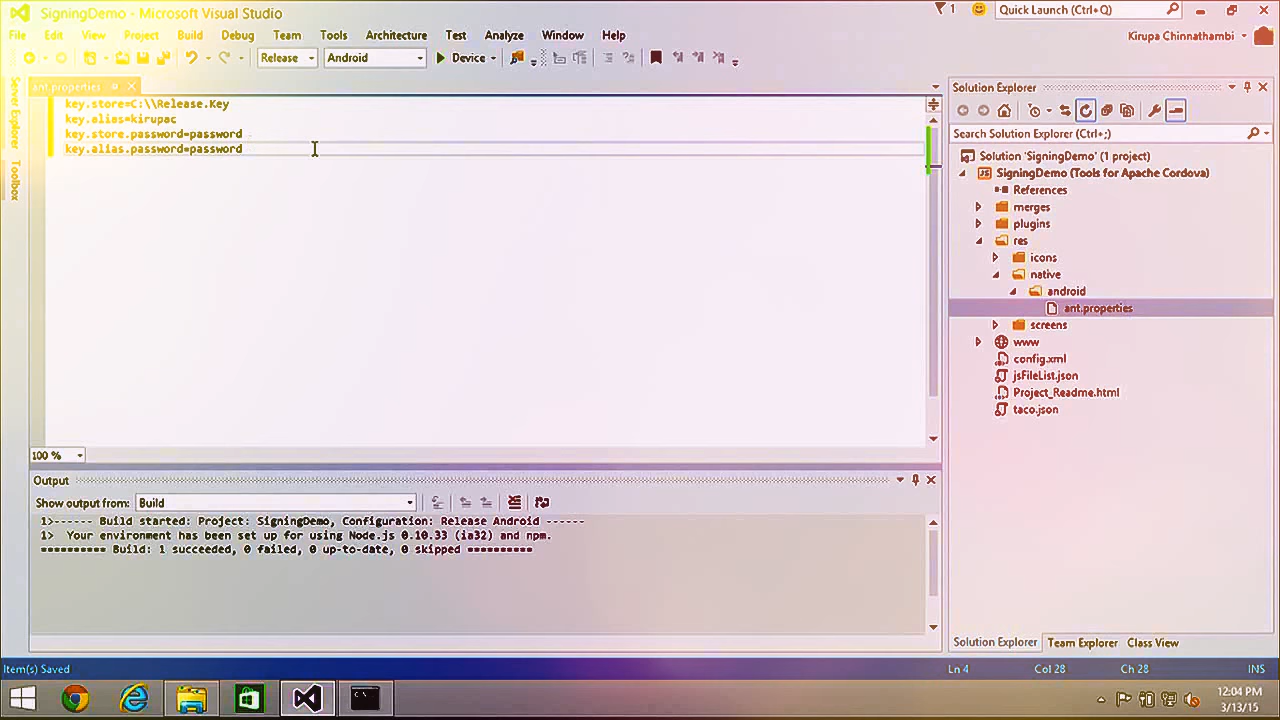 SigningDemo - Microsoft Visual Studio
1
Quick Launch (Ctrl+Q)
File Edit View Project Build Debug Team Tools Architecture Test Analyze Window Help
Kirupa Chinnathambi
Release Android Device
ant.properties
Server Explorer
Toolbox
key.store=C:\\Release.Key
key.alias=kirupac
key.store.password=password
key.alias.password=password
100 %
Solution Explorer
Search Solution Explorer (Ctrl+;)
Solution 'SigningDemo' (1 project)
SigningDemo (Tools for Apache Cordova)
References
merges
plugins
res
icons
native
android
ant.properties
screens
www
config.xml
jsFileList.json
Project_Readme.html
taco.json
Output
Show output from: Build
1>------ Build started: Project: SigningDemo, Configuration: Release Android ------
1>  Your environment has been set up for using Node.js 0.10.33 (ia32) and npm.
========== Build: 1 succeeded, 0 failed, 0 up-to-date, 0 skipped ==========
Solution Explorer Team Explorer Class View
Item(s) Saved
Ln 4 Col 28 Ch 28 INS
12:04 PM
3/13/15